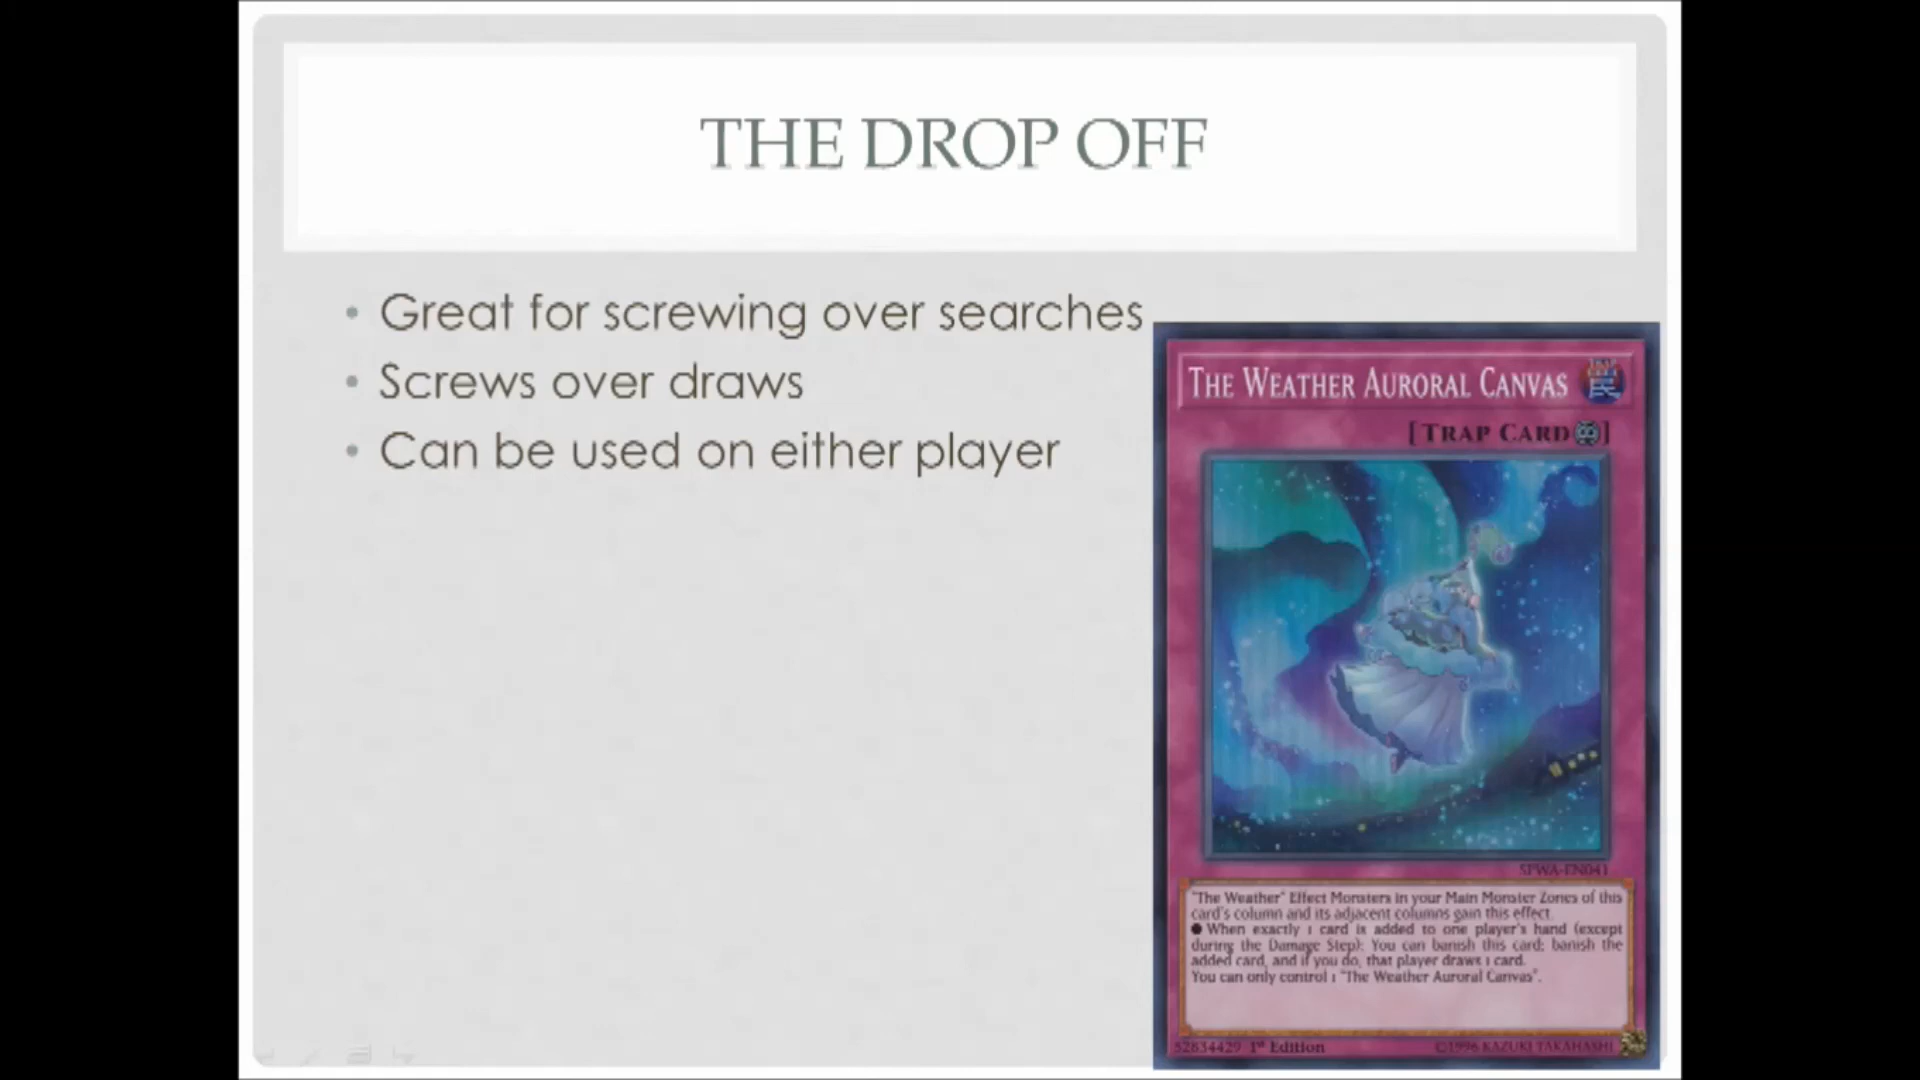 THE DROP OFF
• Great for screwing over searches
• Screws over draws
• Can be used on either player
THE WEATHER AURORAL CANVAS
[TRAP CARD]
SPWA-EN041
"The Weather" Effect Monsters in your Main Monster Zones of this
card's column and its adjacent columns gain this effect.
●When exactly 1 card is added to one player's hand (except
during the Damage Step): You can banish this card; banish the
added card, and if you do, that player draws 1 card.
You can only control 1 "The Weather Auroral Canvas".
52834429 1st Edition
©1996 KAZUKI TAKAHASHI